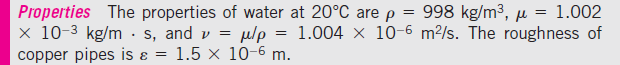 Properties The properties of water at 20°C are ρ = 998 kg/m³, μ = 1.002
× 10−3 kg/m · s, and ν = μ/ρ = 1.004 × 10−6 m²/s. The roughness of
copper pipes is ε = 1.5 × 10−6 m.